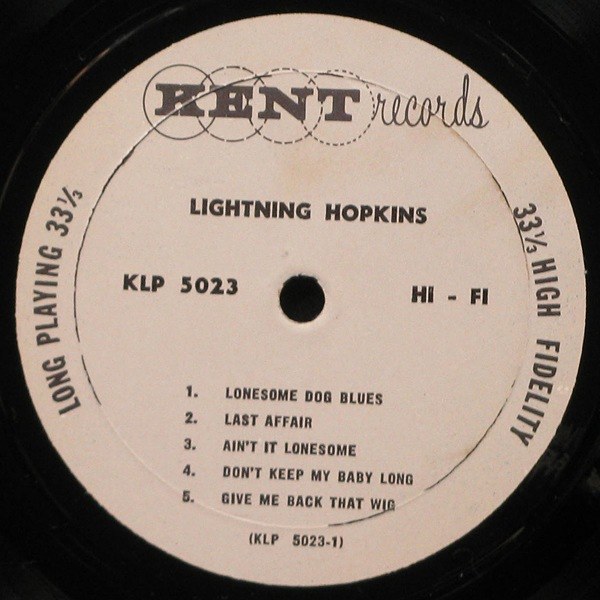 KENT records
LIGHTNING HOPKINS
KLP 5023
HI - FI
LONG PLAYING 33⅓
33⅓ HIGH FIDELITY
1. LONESOME DOG BLUES
2. LAST AFFAIR
3. AIN'T IT LONESOME
4. DON'T KEEP MY BABY LONG
5. GIVE ME BACK THAT WIG
(KLP 5023-1)